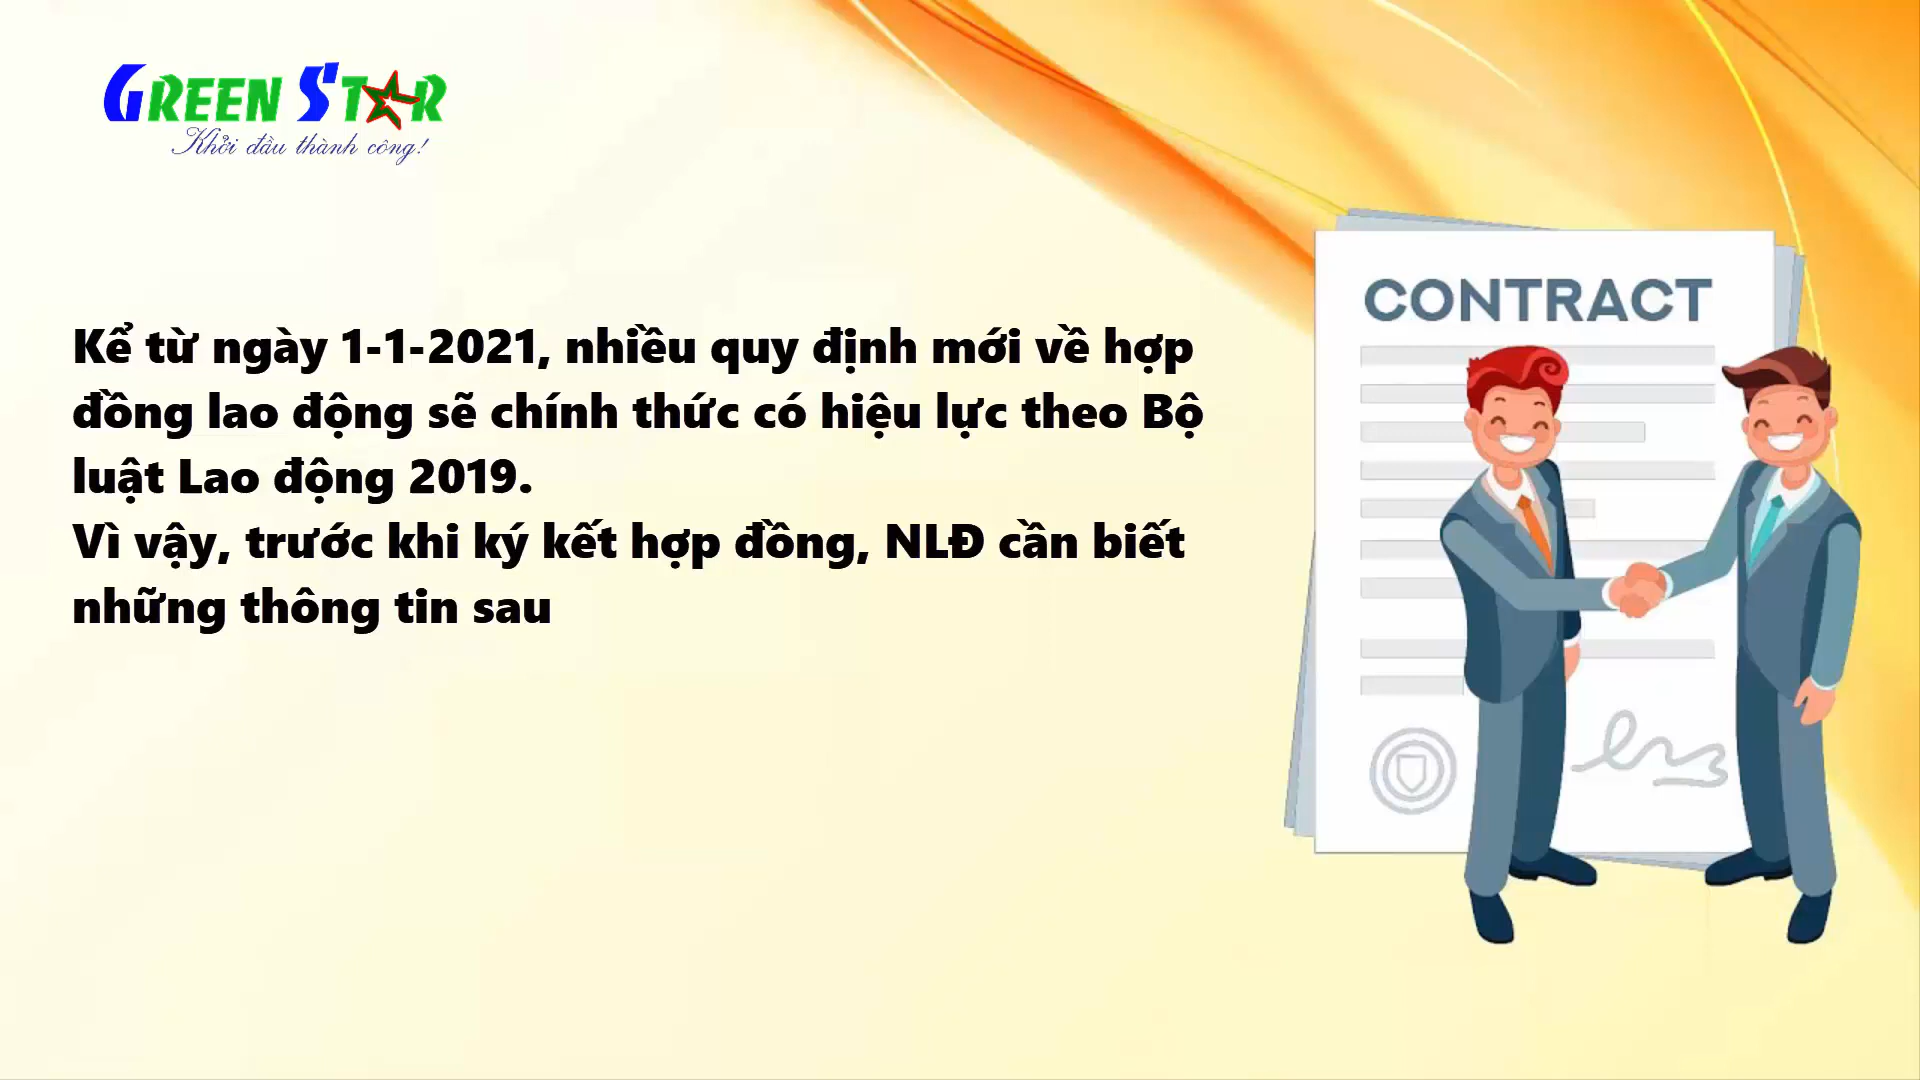 GREEN STAR
Khởi đầu thành công!
CONTRACT
Kể từ ngày 1-1-2021, nhiều quy định mới về hợp
đồng lao động sẽ chính thức có hiệu lực theo Bộ
luật Lao động 2019.
Vì vậy, trước khi ký kết hợp đồng, NLĐ cần biết
những thông tin sau